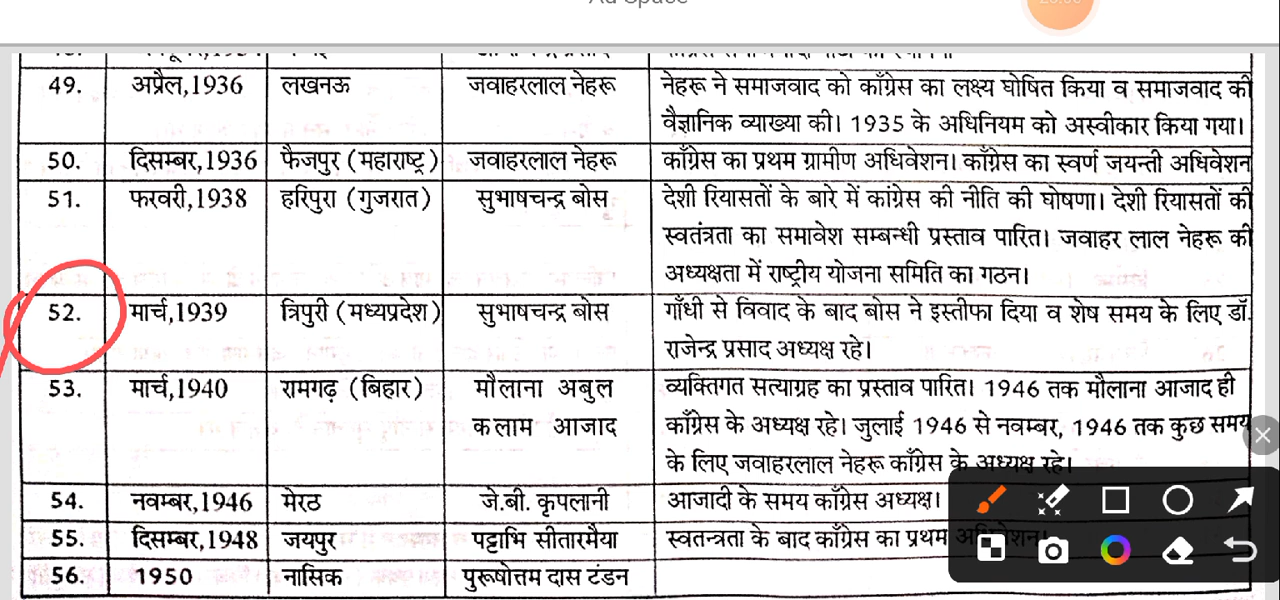 Ad Space
49. अप्रैल,1936 लखनऊ जवाहरलाल नेहरू नेहरू ने समाजवाद को काँग्रेस का लक्ष्य घोषित किया व समाजवाद की
वैज्ञानिक व्याख्या की। 1935 के अधिनियम को अस्वीकार किया गया।
50. दिसम्बर,1936 फैजपुर (महाराष्ट्र) जवाहरलाल नेहरू काँग्रेस का प्रथम ग्रामीण अधिवेशन। काँग्रेस का स्वर्ण जयन्ती अधिवेशन
51. फरवरी,1938 हरिपुरा (गुजरात) सुभाषचन्द्र बोस देशी रियासतों के बारे में कांग्रेस की नीति की घोषणा। देशी रियासतों की
स्वतंत्रता का समावेश सम्बन्धी प्रस्ताव पारित। जवाहर लाल नेहरू की
अध्यक्षता में राष्ट्रीय योजना समिति का गठन।
52. मार्च,1939 त्रिपुरी (मध्यप्रदेश) सुभाषचन्द्र बोस गाँधी से विवाद के बाद बोस ने इस्तीफा दिया व शेष समय के लिए डॉ.
राजेन्द्र प्रसाद अध्यक्ष रहे।
53. मार्च,1940 रामगढ़ (बिहार) मौलाना अबुल व्यक्तिगत सत्याग्रह का प्रस्ताव पारित। 1946 तक मौलाना आजाद ही
कलाम आजाद काँग्रेस के अध्यक्ष रहे। जुलाई 1946 से नवम्बर, 1946 तक कुछ समय
के लिए जवाहरलाल नेहरू काँग्रेस के अध्यक्ष रहे।
54. नवम्बर,1946 मेरठ जे.बी. कृपलानी आजादी के समय काँग्रेस अध्यक्ष।
55. दिसम्बर,1948 जयपुर पट्टाभि सीतारमैया स्वतन्त्रता के बाद काँग्रेस का प्रथम अधिवेशन।
56. 1950 नासिक पुरूषोत्तम दास टंडन